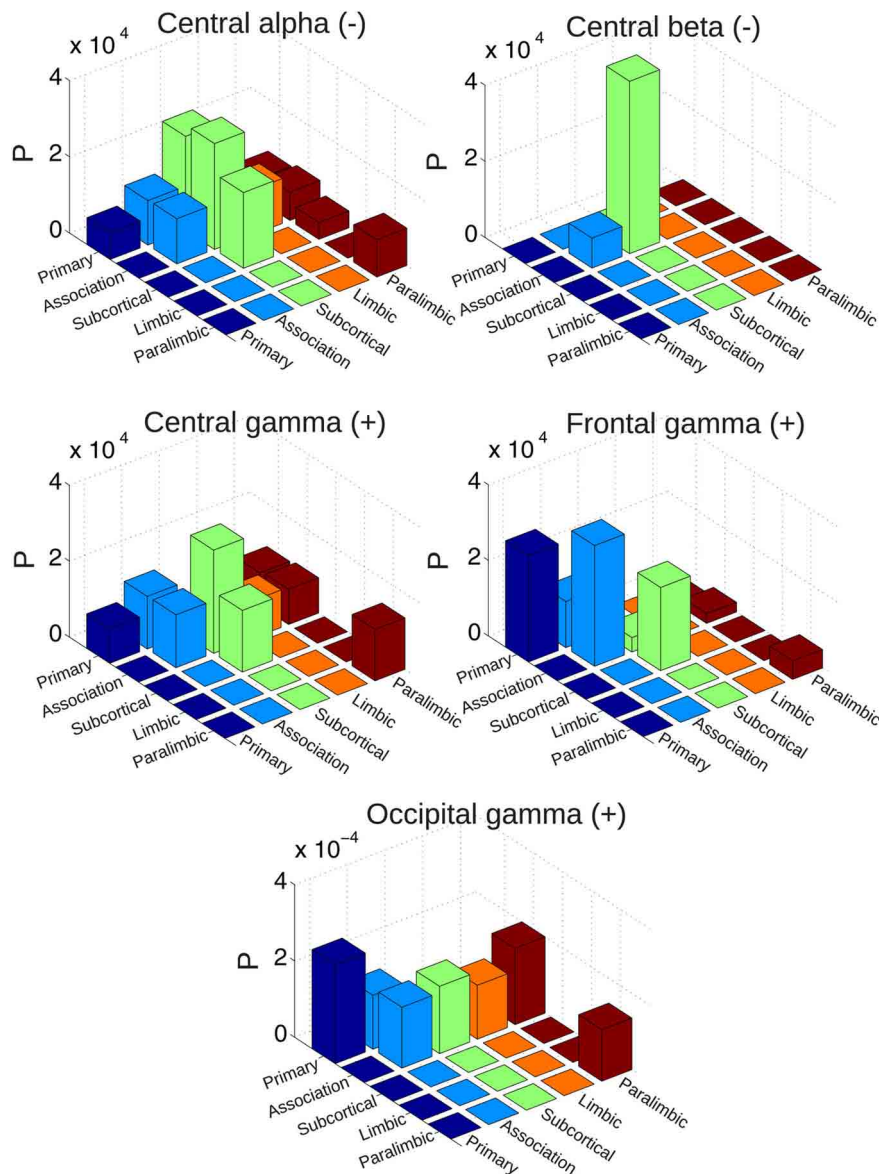 Central alpha (-)
x 10^4
4
2
0
P
Primary
Association
Subcortical
Limbic
Paralimbic
Primary
Association
Subcortical
Limbic
Paralimbic
Central beta (-)
x 10^4
4
2
0
P
Primary
Association
Subcortical
Limbic
Paralimbic
Primary
Association
Subcortical
Limbic
Paralimbic
Central gamma (+)
x 10^4
4
2
0
P
Primary
Association
Subcortical
Limbic
Paralimbic
Primary
Association
Subcortical
Limbic
Paralimbic
Frontal gamma (+)
x 10^4
4
2
0
P
Primary
Association
Subcortical
Limbic
Paralimbic
Primary
Association
Subcortical
Limbic
Paralimbic
Occipital gamma (+)
x 10^−4
4
2
0
P
Primary
Association
Subcortical
Limbic
Paralimbic
Primary
Association
Subcortical
Limbic
Paralimbic